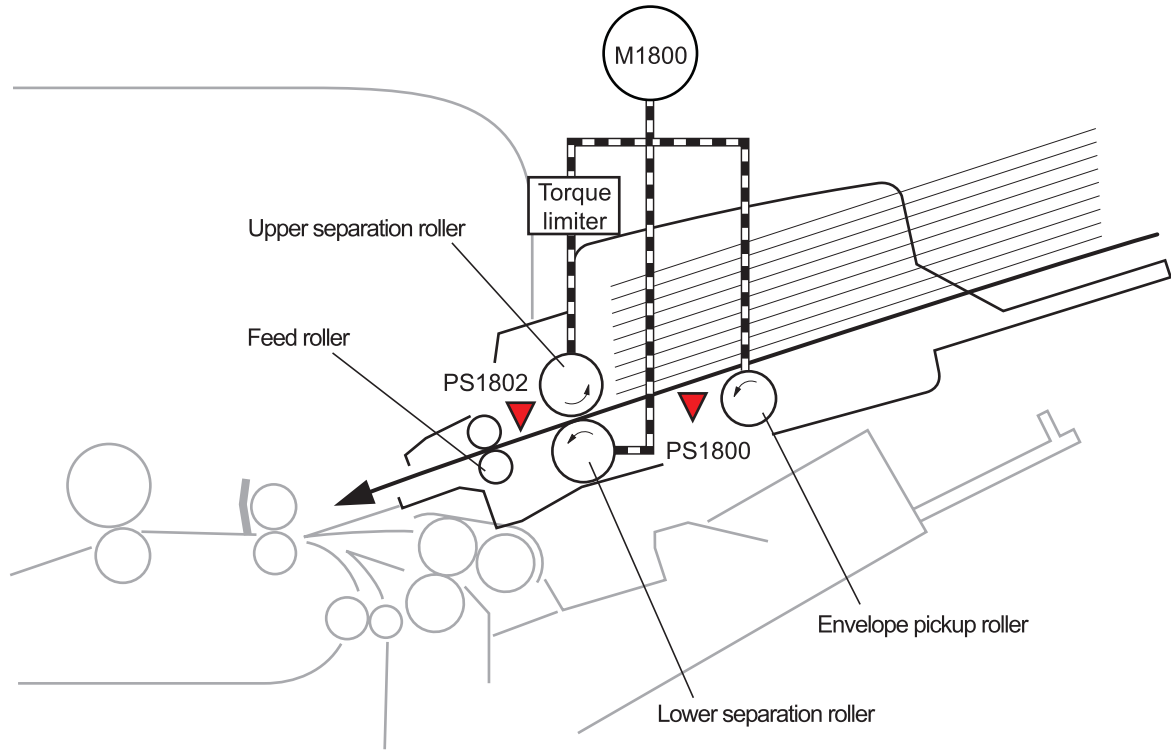 M1800
Torque
limiter
Upper separation roller
Feed roller
PS1802
PS1800
Envelope pickup roller
Lower separation roller